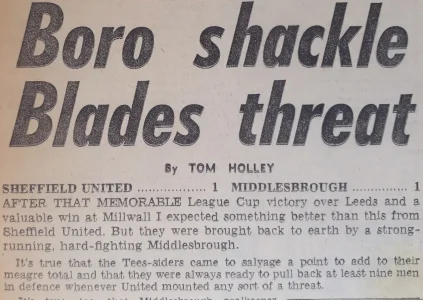 Boro shackle
Blades threat
By TOM HOLLEY
SHEFFIELD UNITED ................ 1 MIDDLESBROUGH .............. 1
AFTER THAT MEMORABLE League Cup victory over Leeds and a
valuable win at Millwall I expected something better than this from
Sheffield United. But they were brought back to earth by a strong-
running, hard-fighting Middlesbrough.
It's true that the Tees-siders came to salvage a point to add to their
meagre total and that they were always ready to pull back at least nine men
in defence whenever United mounted any sort of a threat.